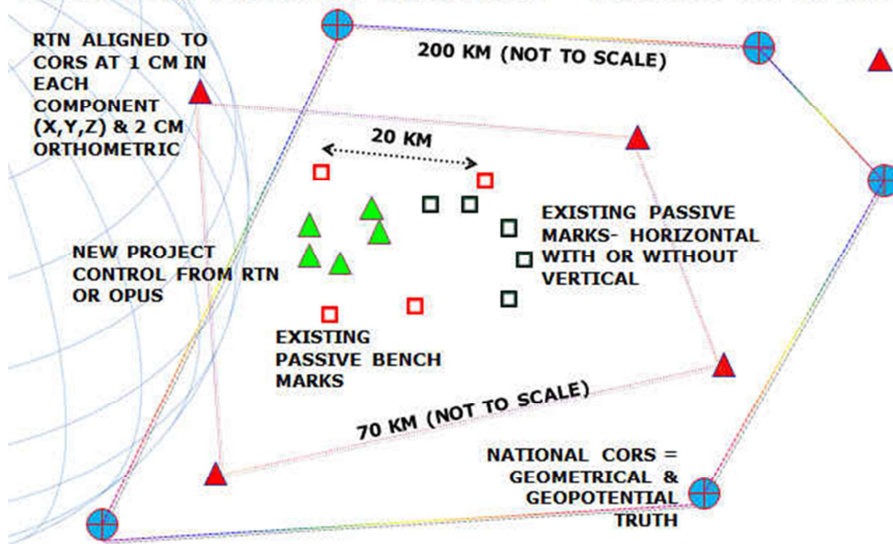 RTN ALIGNED TO
CORS AT 1 CM IN
EACH
COMPONENT
(X,Y,Z) & 2 CM
ORTHOMETRIC
200 KM (NOT TO SCALE)
20 KM
EXISTING PASSIVE
MARKS- HORIZONTAL
WITH OR WITHOUT
VERTICAL
NEW PROJECT
CONTROL FROM RTN
OR OPUS
EXISTING
PASSIVE BENCH
MARKS
70 KM (NOT TO SCALE)
NATIONAL CORS =
GEOMETRICAL &
GEOPOTENTIAL
TRUTH